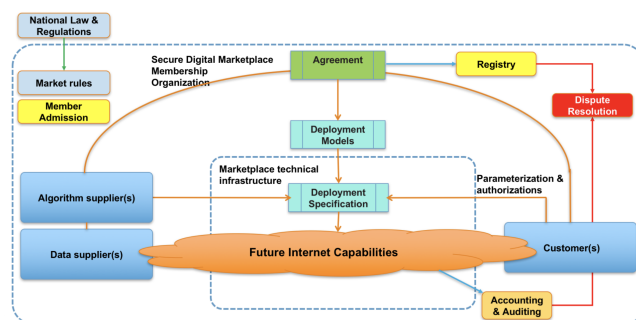 National Law &
Regulations
Secure Digital Marketplace
Membership
Organization
Agreement
Registry
Market rules
Member
Admission
Dispute
Resolution
Deployment
Models
Marketplace technical
infrastructure
Parameterization &
authorizations
Algorithm supplier(s)
Deployment
Specification
Data supplier(s)
Future Internet Capabilities
Customer(s)
Accounting
& Auditing